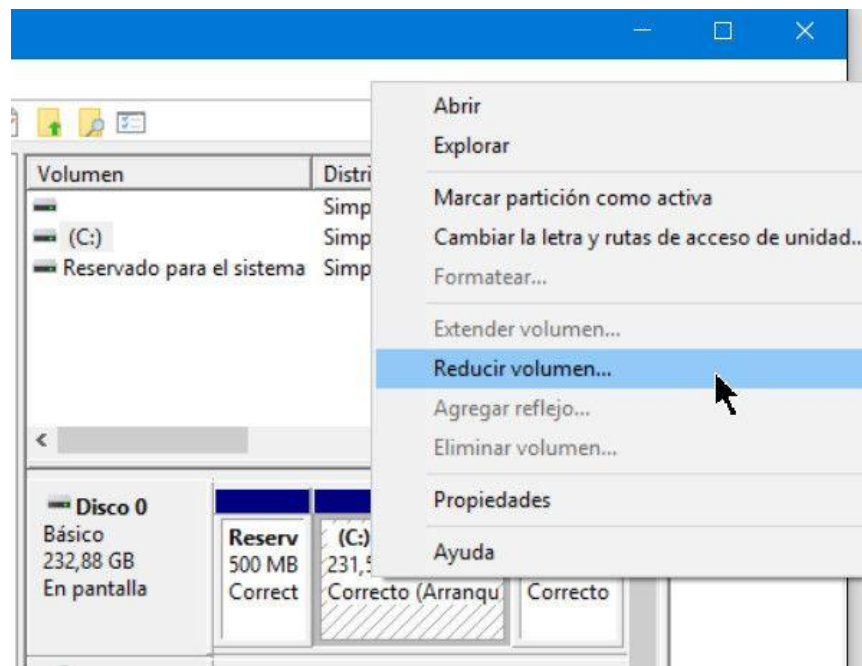 Volumen
Distri
Simp
(C:)
Simp
Reservado para el sistema
Simp
Abrir
Explorar
Marcar partición como activa
Cambiar la letra y rutas de acceso de unidad...
Formatear...
Extender volumen...
Reducir volumen...
Agregar reflejo...
Eliminar volumen...
Propiedades
Ayuda
Disco 0
Básico
232,88 GB
En pantalla
Reserv
500 MB
Correct
(C:)
231,5
Correcto (Arranqu
Correcto